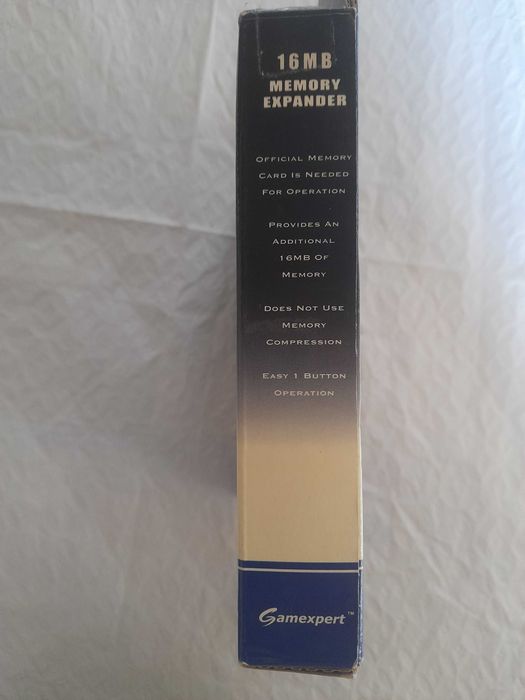 16MB
MEMORY
EXPANDER
OFFICIAL MEMORY
CARD IS NEEDED
FOR OPERATION
PROVIDES AN
ADDITIONAL
16MB OF
MEMORY
DOES NOT USE
MEMORY
COMPRESSION
EASY 1 BUTTON
OPERATION
Gamexpert™